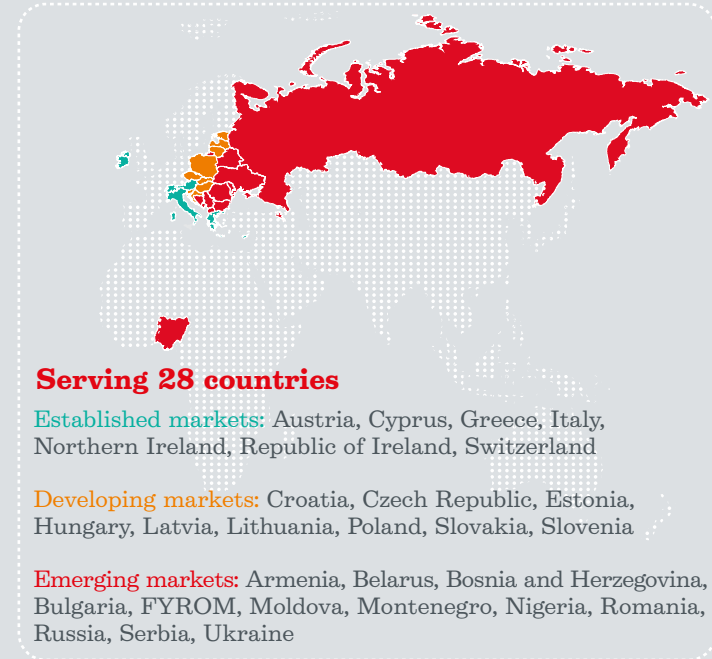 Serving 28 countries
Established markets: Austria, Cyprus, Greece, Italy,
Northern Ireland, Republic of Ireland, Switzerland
Developing markets: Croatia, Czech Republic, Estonia,
Hungary, Latvia, Lithuania, Poland, Slovakia, Slovenia
Emerging markets: Armenia, Belarus, Bosnia and Herzegovina,
Bulgaria, FYROM, Moldova, Montenegro, Nigeria, Romania,
Russia, Serbia, Ukraine